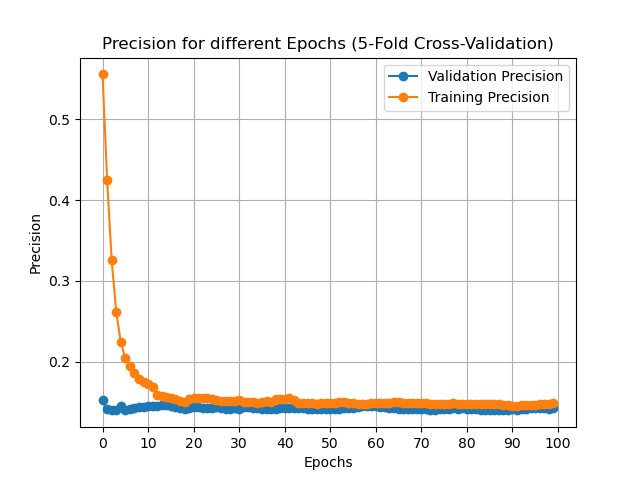 Precision for different Epochs (5-Fold Cross-Validation)
Validation Precision
Training Precision
Precision
0.5
0.4
0.3
0.2
0 10 20 30 40 50 60 70 80 90 100
Epochs